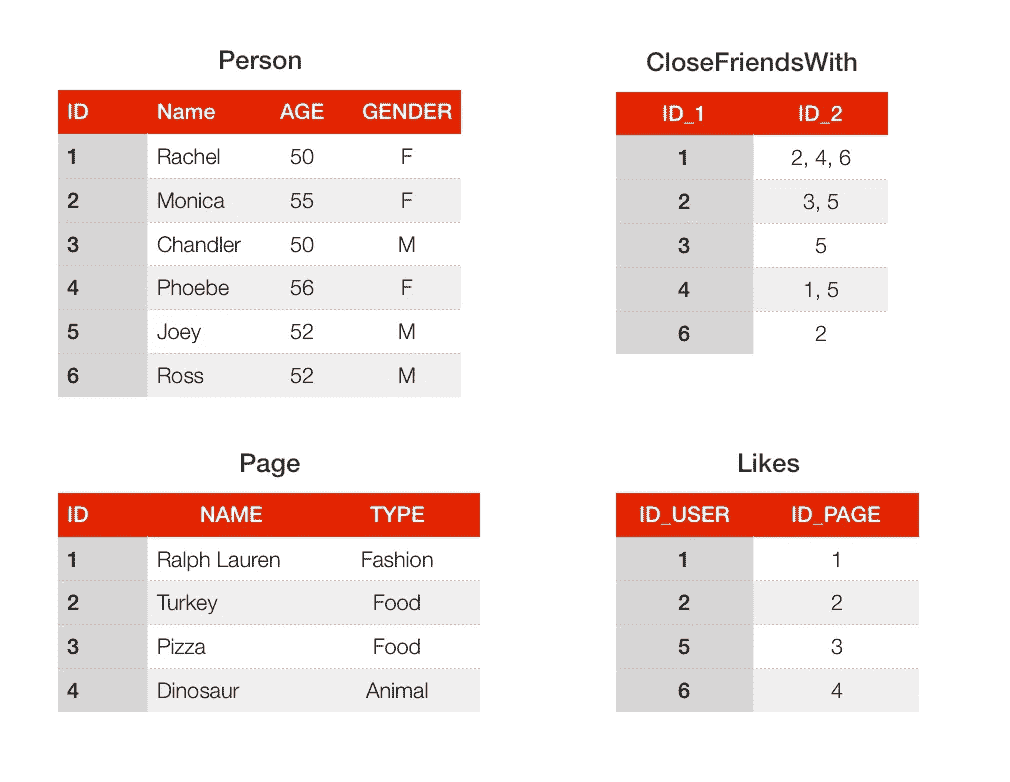 Person
ID Name AGE GENDER
1 Rachel 50 F
2 Monica 55 F
3 Chandler 50 M
4 Phoebe 56 F
5 Joey 52 M
6 Ross 52 M
CloseFriendsWith
ID_1 ID_2
1 2, 4, 6
2 3, 5
3 5
4 1, 5
6 2
Page
ID NAME TYPE
1 Ralph Lauren Fashion
2 Turkey Food
3 Pizza Food
4 Dinosaur Animal
Likes
ID_USER ID_PAGE
1 1
2 2
5 3
6 4